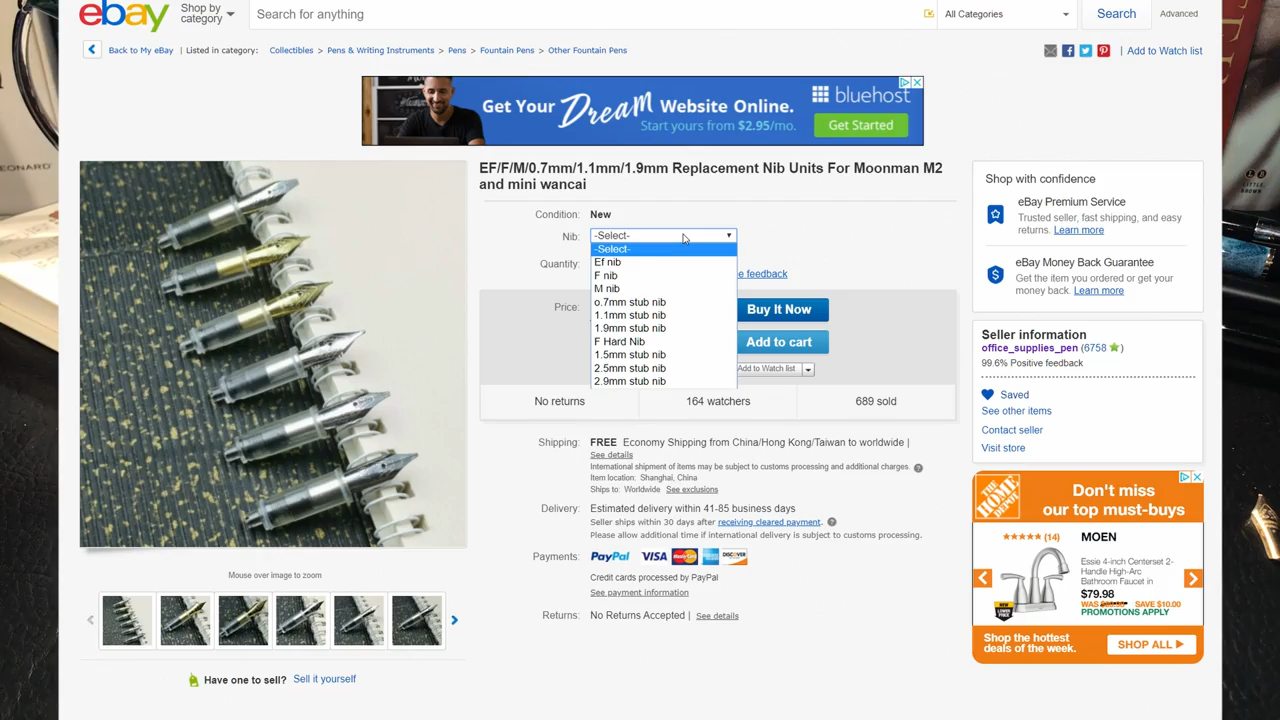 ebay
Shop by
category
Search for anything
All Categories
Search
Advanced
Back to My eBay | Listed in category:
Collectibles > Pens & Writing Instruments > Pens > Fountain Pens > Other Fountain Pens
| Add to Watch list
Get Your Dream Website Online.
Start yours from $2.95/mo.
bluehost
Get Started
EF/F/M/0.7mm/1.1mm/1.9mm Replacement Nib Units For Moonman M2
and mini wancai
Condition: New
Nib: -Select-
-Select-
Ef nib
F nib
M nib
o.7mm stub nib
1.1mm stub nib
1.9mm stub nib
F Hard Nib
1.5mm stub nib
2.5mm stub nib
2.9mm stub nib
Quantity:
feedback
Price:
Buy It Now
Add to cart
Add to Watch list
No returns
164 watchers
689 sold
Shipping: FREE Economy Shipping from China/Hong Kong/Taiwan to worldwide |
See details
International shipment of items may be subject to customs processing and additional charges.
Item location: Shanghai, China
Ships to: Worldwide See exclusions
Delivery: Estimated delivery within 41-85 business days
Seller ships within 30 days after receiving cleared payment.
Please allow additional time if international delivery is subject to customs processing.
Payments: PayPal VISA MasterCard DISCOVER
Credit cards processed by PayPal
See payment information
Returns: No Returns Accepted | See details
Mouse over image to zoom
Have one to sell? Sell it yourself
Shop with confidence
eBay Premium Service
Trusted seller, fast shipping, and easy
returns. Learn more
eBay Money Back Guarantee
Get the item you ordered or get your
money back. Learn more
Seller information
office_supplies_pen (6758)
99.6% Positive feedback
Saved
See other items
Contact seller
Visit store
THE HOME DEPOT
Don't miss
our top must-buys
(14)
MOEN
Essie 4-inch Centerset 2-
Handle High-Arc
Bathroom Faucet in
$79.98
SAVE $10.00
PROMOTIONS APPLY
NEW LOWER PRICE
Shop the hottest
deals of the week.
SHOP ALL
EONARD
LITTLE,
BROWN